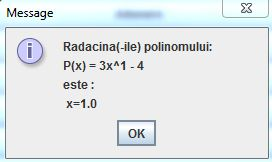 Message
Radacina(-ile) polinomului:
P(x) = 3x^1 - 4
este :
x=1.0
OK